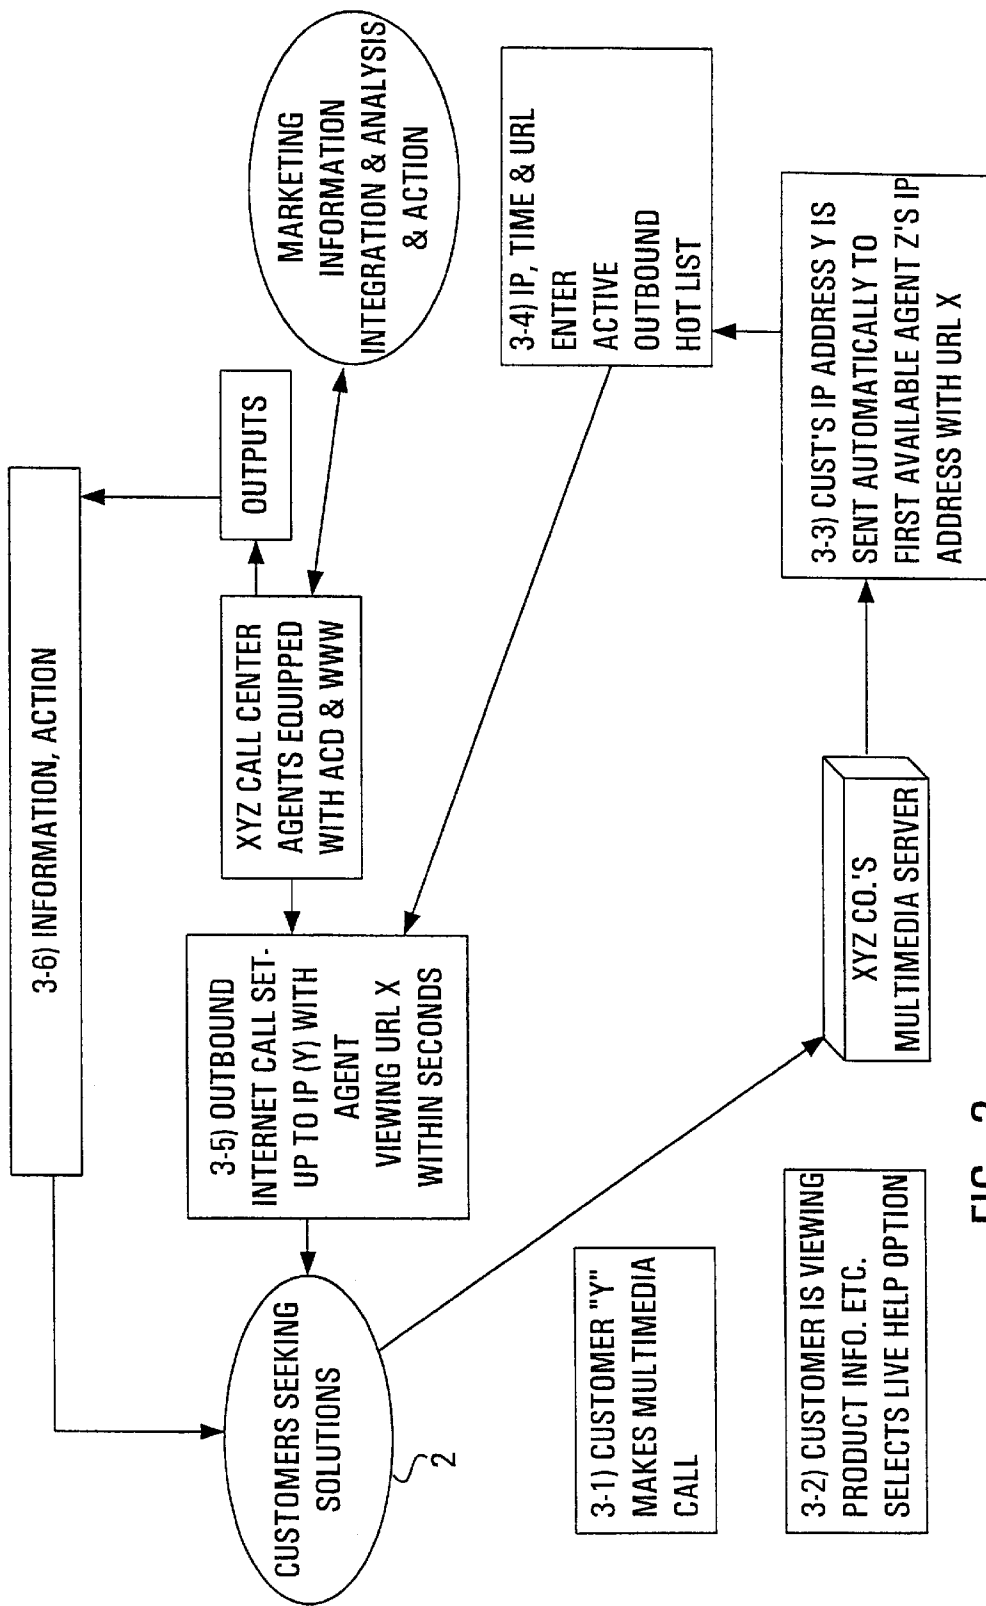 3-6) INFORMATION, ACTION
OUTPUTS
MARKETING
INFORMATION
INTEGRATION & ANALYSIS
& ACTION
XYZ CALL CENTER
AGENTS EQUIPPED
WITH ACD & WWW
3-5) OUTBOUND
INTERNET CALL SET-
UP TO IP (Y) WITH
AGENT
VIEWING URL X
WITHIN SECONDS
CUSTOMERS SEEKING
SOLUTIONS
2
3-4) IP, TIME & URL
ENTER
ACTIVE
OUTBOUND
HOT LIST
3-1) CUSTOMER "Y"
MAKES MULTIMEDIA
CALL
3-2) CUSTOMER IS VIEWING
PRODUCT INFO. ETC.
SELECTS LIVE HELP OPTION
XYZ CO.'S
MULTIMEDIA SERVER
3-3) CUST'S IP ADDRESS Y IS
SENT AUTOMATICALLY TO
FIRST AVAILABLE AGENT Z'S IP
ADDRESS WITH URL X